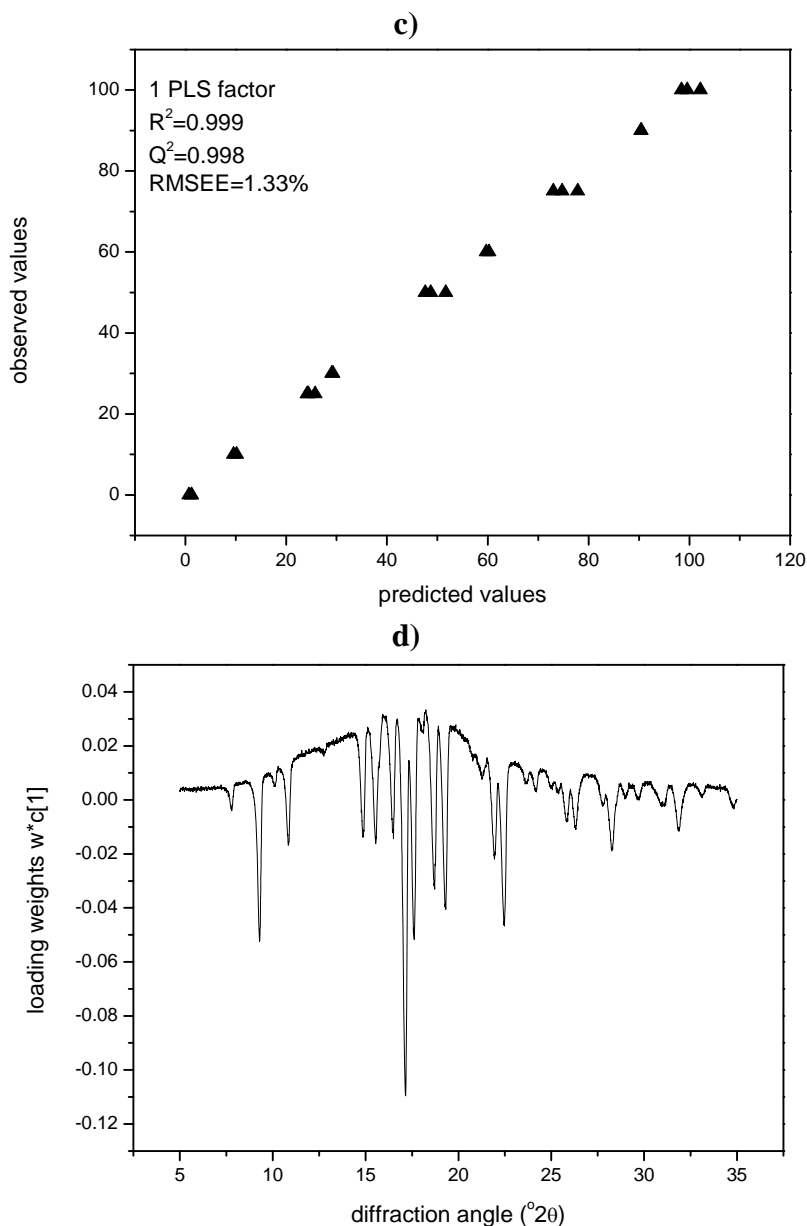 c)
1 PLS factor
R²=0.999
Q²=0.998
RMSEE=1.33%
100
80
60
40
20
0
0 20 40 60 80 100 120
observed values
predicted values
d)
0.04
0.02
0.00
-0.02
-0.04
-0.06
-0.08
-0.10
-0.12
5 10 15 20 25 30 35
loading weights w*c[1]
diffraction angle (°2θ)